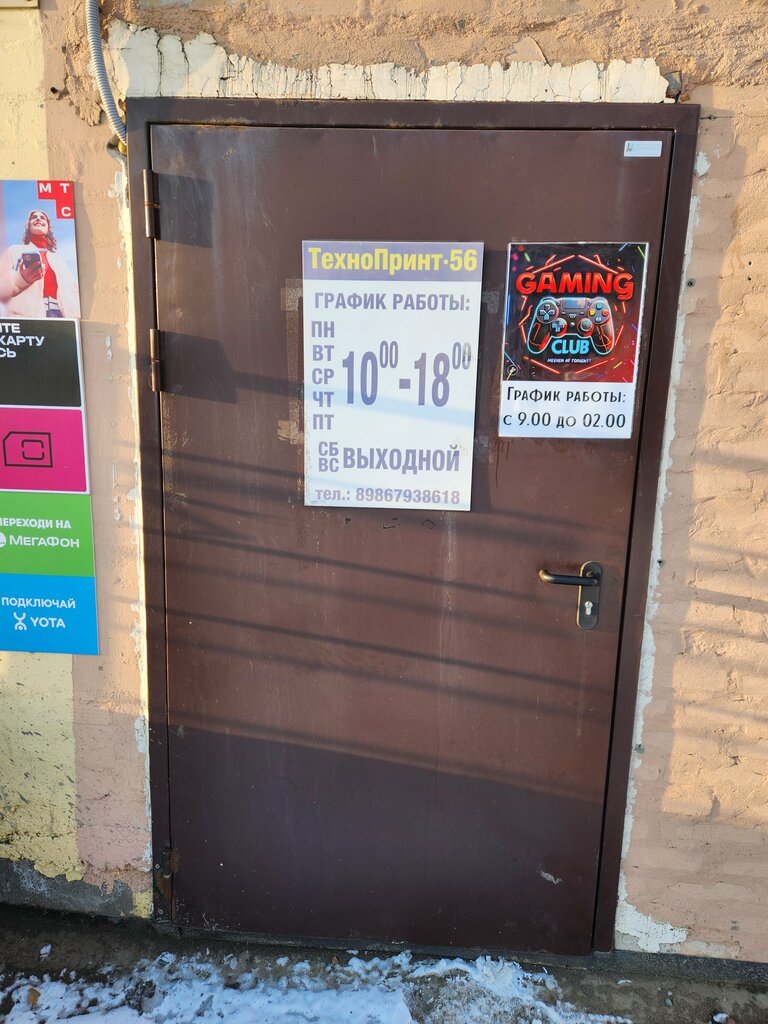 МТС
ТЕ
КАРТУ
СЬ
ПЕРЕХОДИ НА
МЕГАФОН
ПОДКЛЮЧАЙ
YOTA
ТехноПринт·56
ГРАФИК РАБОТЫ:
ПН
ВТ
СР
ЧТ
ПТ
10⁰⁰-18⁰⁰
СБ
ВС
ВЫХОДНОЙ
тел.: 89867938618
GAMING
CLUB
ГРАФИК РАБОТЫ:
С 9.00 ДО 02.00